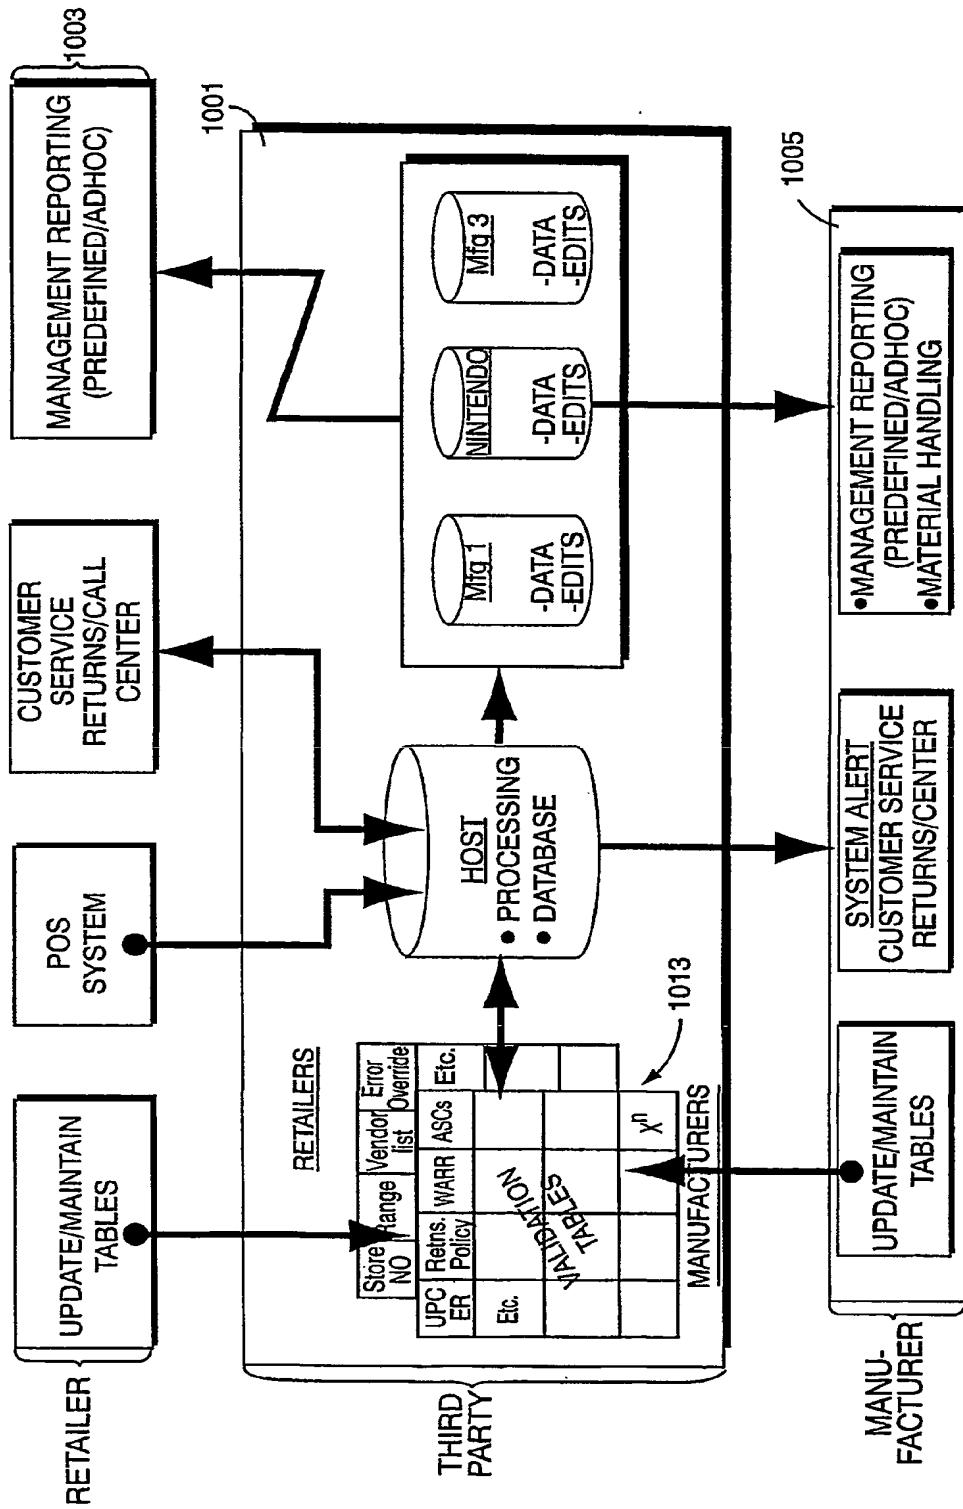 RETAILER
UPDATE/MAINTAIN
TABLES
POS
SYSTEM
CUSTOMER
SERVICE
RETURNS/CALL
CENTER
MANAGEMENT REPORTING
(PREDEFINED/ADHOC)
1003
THIRD
PARTY
1001
RETAILERS
Store
NO
Range
Vendor
list
Error
Override
UPC
ER
Retns.
Policy
WARR
ASCs
Etc.
Etc.
VALIDATION
TABLES
Xⁿ
MANUFACTURERS
1013
HOST
• PROCESSING
• DATABASE
Mfg 1
-DATA
-EDITS
NINTENDO
-DATA
-EDITS
Mfg 3
-DATA
-EDITS
MANU-
FACTURER
UPDATE/MAINTAIN
TABLES
SYSTEM ALERT
CUSTOMER SERVICE
RETURNS/CENTER
•MANAGEMENT REPORTING
(PREDEFINED/ADHOC)
•MATERIAL HANDLING
1005